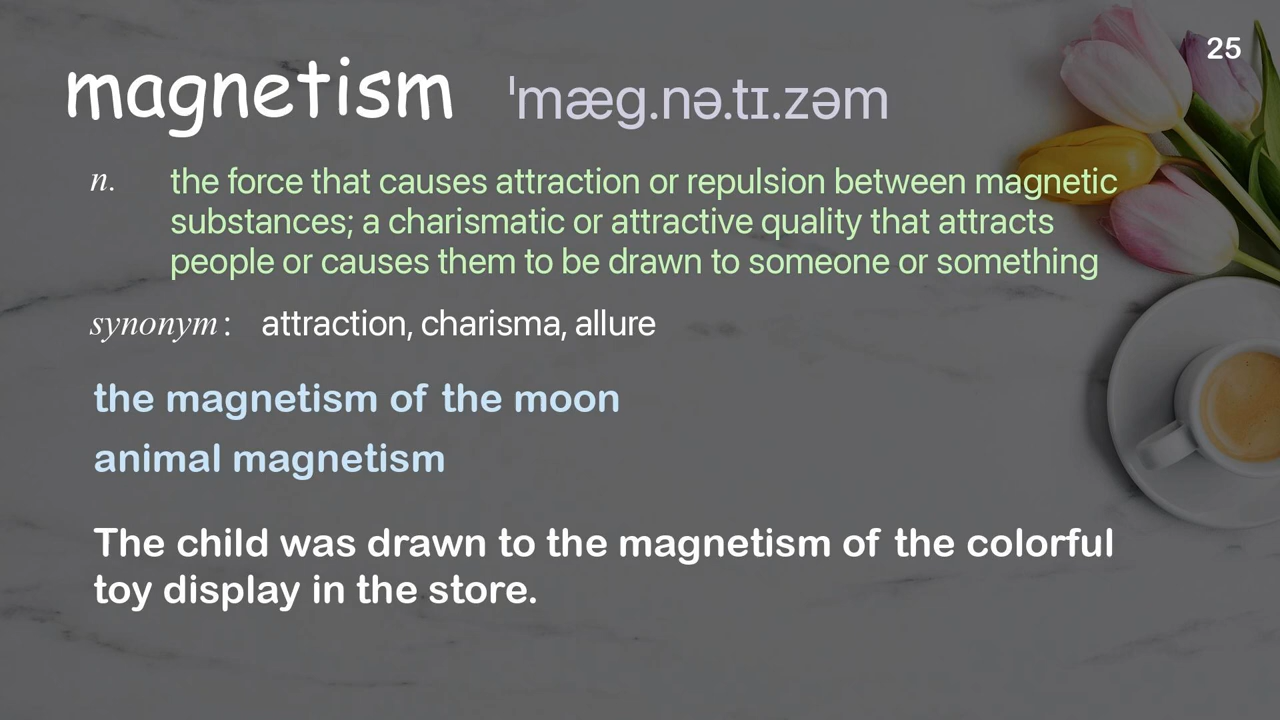 25
magnetism ˈmæg.nə.tɪ.zəm
n. the force that causes attraction or repulsion between magnetic
substances; a charismatic or attractive quality that attracts
people or causes them to be drawn to someone or something
synonym: attraction, charisma, allure
the magnetism of the moon
animal magnetism
The child was drawn to the magnetism of the colorful
toy display in the store.